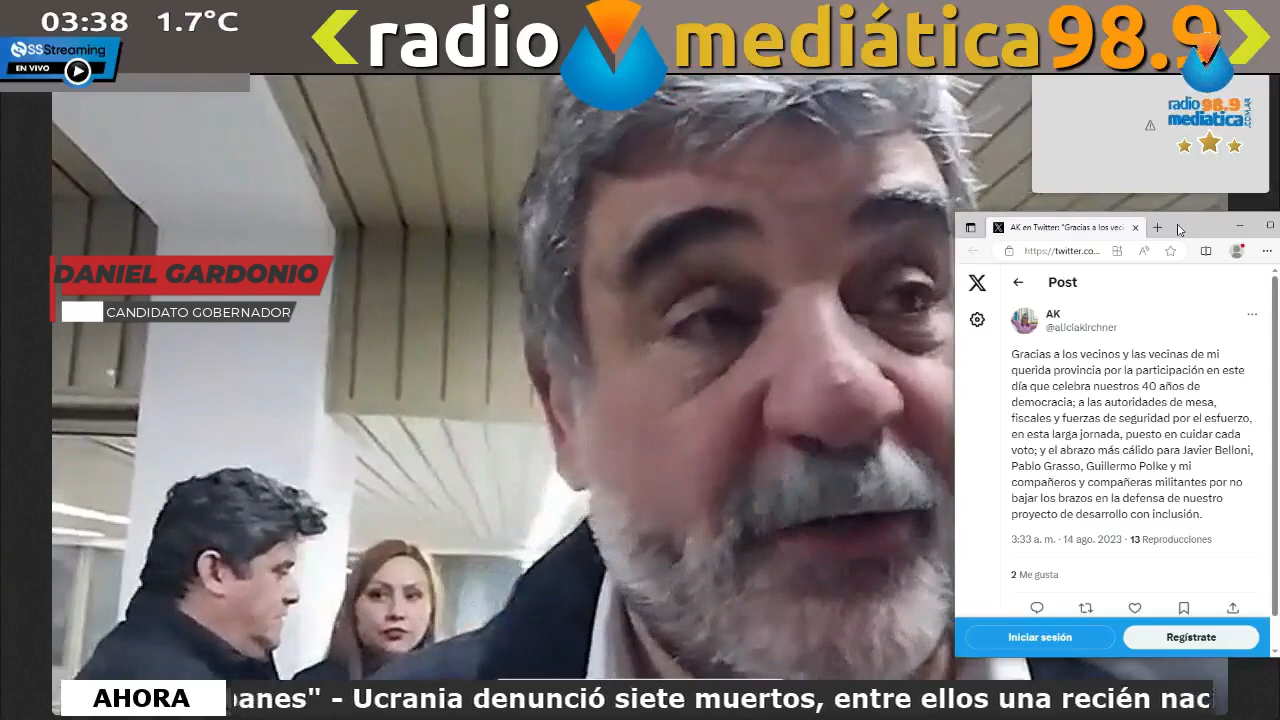 03:38 1.7°C
SSStreaming
EN VIVO
radio mediática 98.9
radio 98.9
mediatica .COM.AR
DANIEL GARDONIO
CANDIDATO GOBERNADOR
AK en Twitter: "Gracias a los veci
https://twitter.co...
Post
AK
@aliciakirchner
Gracias a los vecinos y las vecinas de mi
querida provincia por la participación en este
día que celebra nuestros 40 años de
democracia; a las autoridades de mesa,
fiscales y fuerzas de seguridad por el esfuerzo,
en esta larga jornada, puesto en cuidar cada
voto; y el abrazo más cálido para Javier Belloni,
Pablo Grasso, Guillermo Polke y mi
compañeros y compañeras militantes por no
bajar los brazos en la defensa de nuestro
proyecto de desarrollo con inclusión.
3:33 a. m. · 14 ago. 2023 · 13 Reproducciones
2 Me gusta
Iniciar sesión
Regístrate
AHORA
banes" - Ucrania denunció siete muertos, entre ellos una recién nac